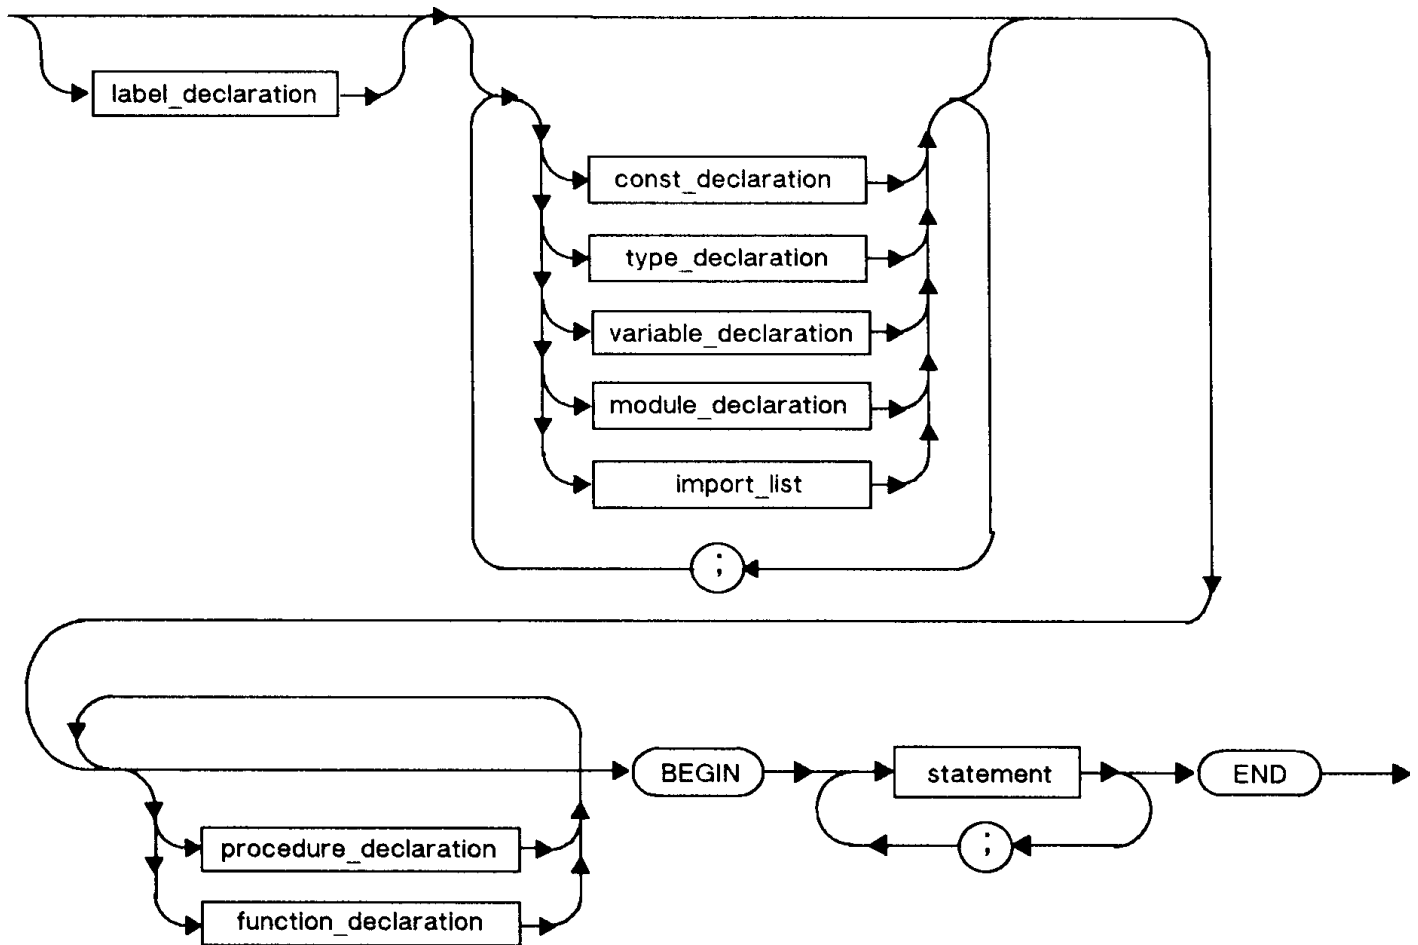 label_declaration
const_declaration
type_declaration
variable_declaration
module_declaration
import_list
;
BEGIN
statement
END
;
procedure_declaration
function_declaration